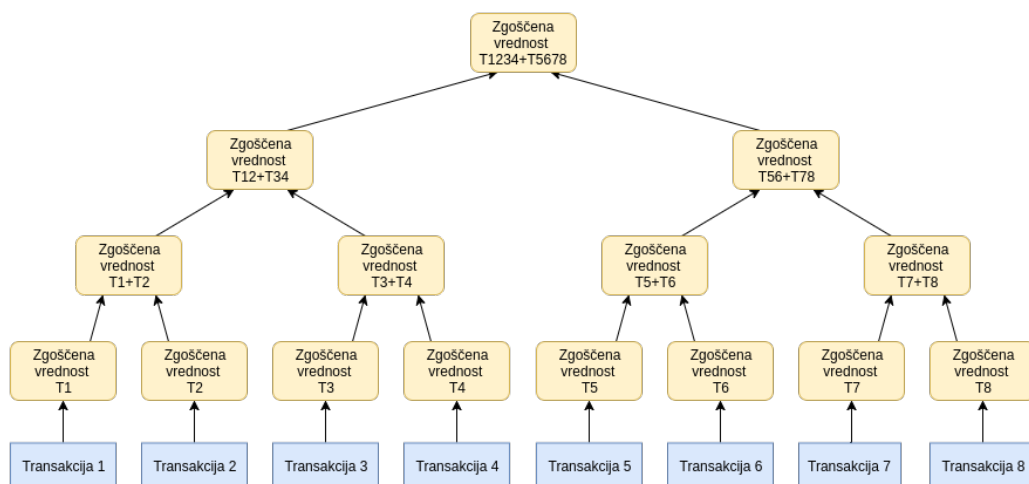 Zgoščena
vrednost
T1234+T5678
Zgoščena
vrednost
T12+T34
Zgoščena
vrednost
T56+T78
Zgoščena
vrednost
T1+T2
Zgoščena
vrednost
T3+T4
Zgoščena
vrednost
T5+T6
Zgoščena
vrednost
T7+T8
Zgoščena
vrednost
T1
Zgoščena
vrednost
T2
Zgoščena
vrednost
T3
Zgoščena
vrednost
T4
Zgoščena
vrednost
T5
Zgoščena
vrednost
T6
Zgoščena
vrednost
T7
Zgoščena
vrednost
T8
Transakcija 1
Transakcija 2
Transakcija 3
Transakcija 4
Transakcija 5
Transakcija 6
Transakcija 7
Transakcija 8